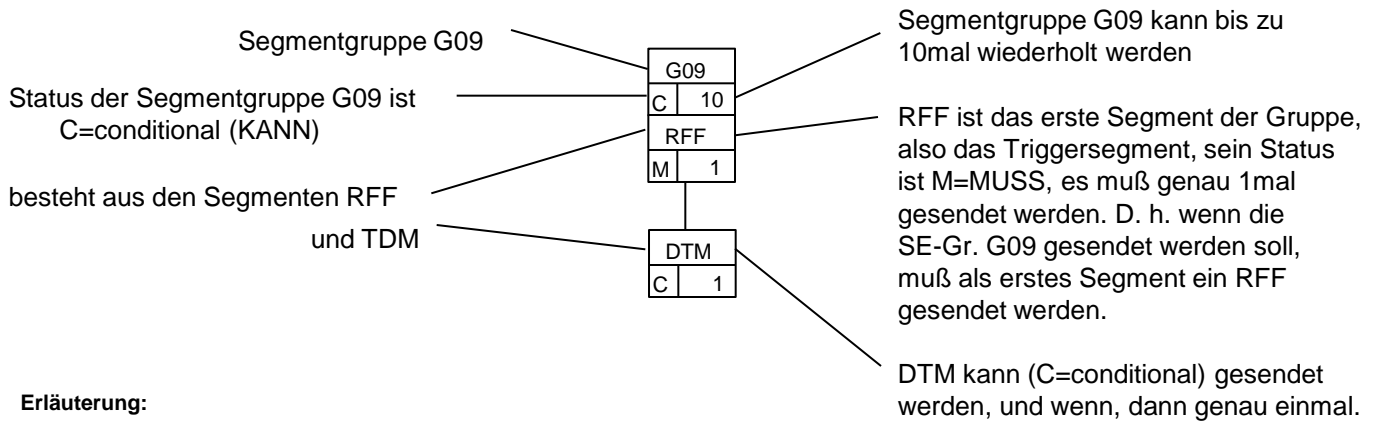 Segmentgruppe G09
Status der Segmentgruppe G09 ist
C=conditional (KANN)
besteht aus den Segmenten RFF
und TDM
G09
C 10
RFF
M 1
DTM
C 1
Segmentgruppe G09 kann bis zu
10mal wiederholt werden
RFF ist das erste Segment der Gruppe,
also das Triggersegment, sein Status
ist M=MUSS, es muß genau 1mal
gesendet werden. D. h. wenn die
SE-Gr. G09 gesendet werden soll,
muß als erstes Segment ein RFF
gesendet werden.
DTM kann (C=conditional) gesendet
werden, und wenn, dann genau einmal.
Erläuterung: